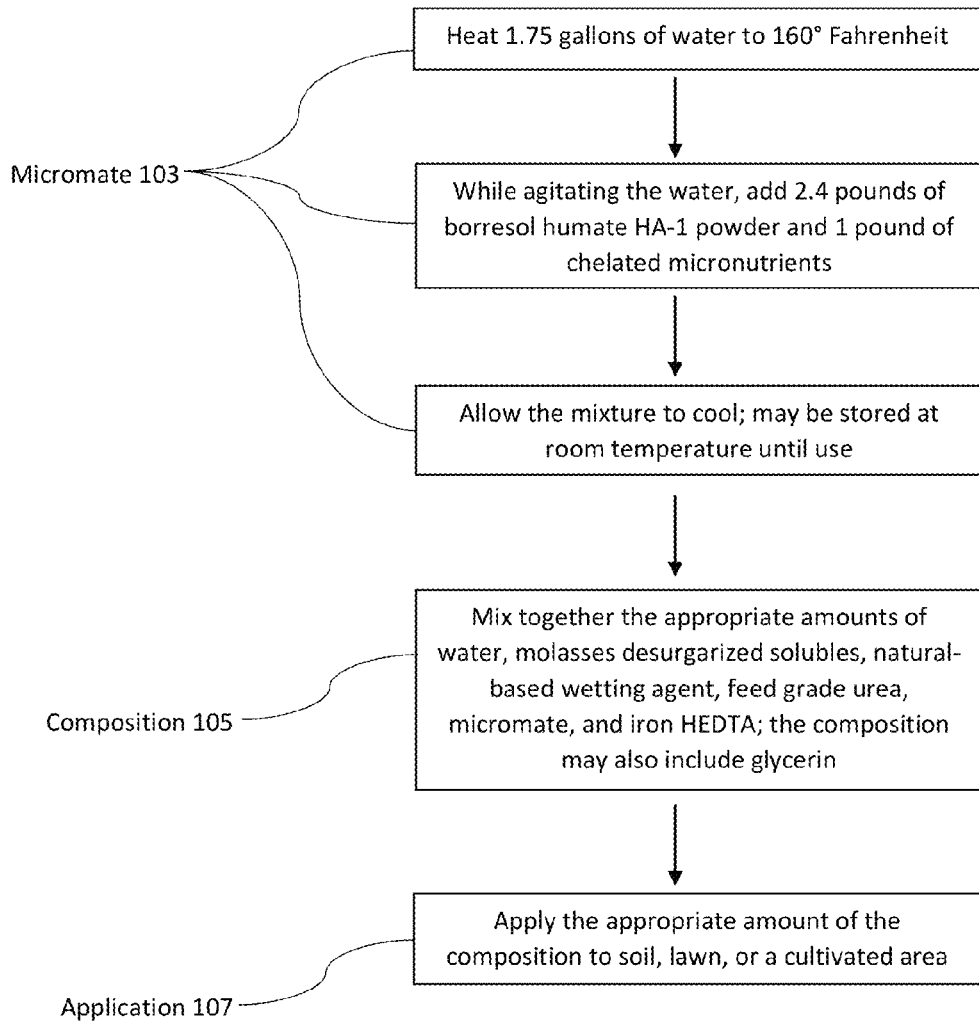 Heat 1.75 gallons of water to 160° Fahrenheit
Micromate 103
While agitating the water, add 2.4 pounds of
borresol humate HA-1 powder and 1 pound of
chelated micronutrients
Allow the mixture to cool; may be stored at
room temperature until use
Mix together the appropriate amounts of
water, molasses desurgarized solubles, natural-
based wetting agent, feed grade urea,
micromate, and iron HEDTA; the composition
may also include glycerin
Composition 105
Apply the appropriate amount of the
composition to soil, lawn, or a cultivated area
Application 107